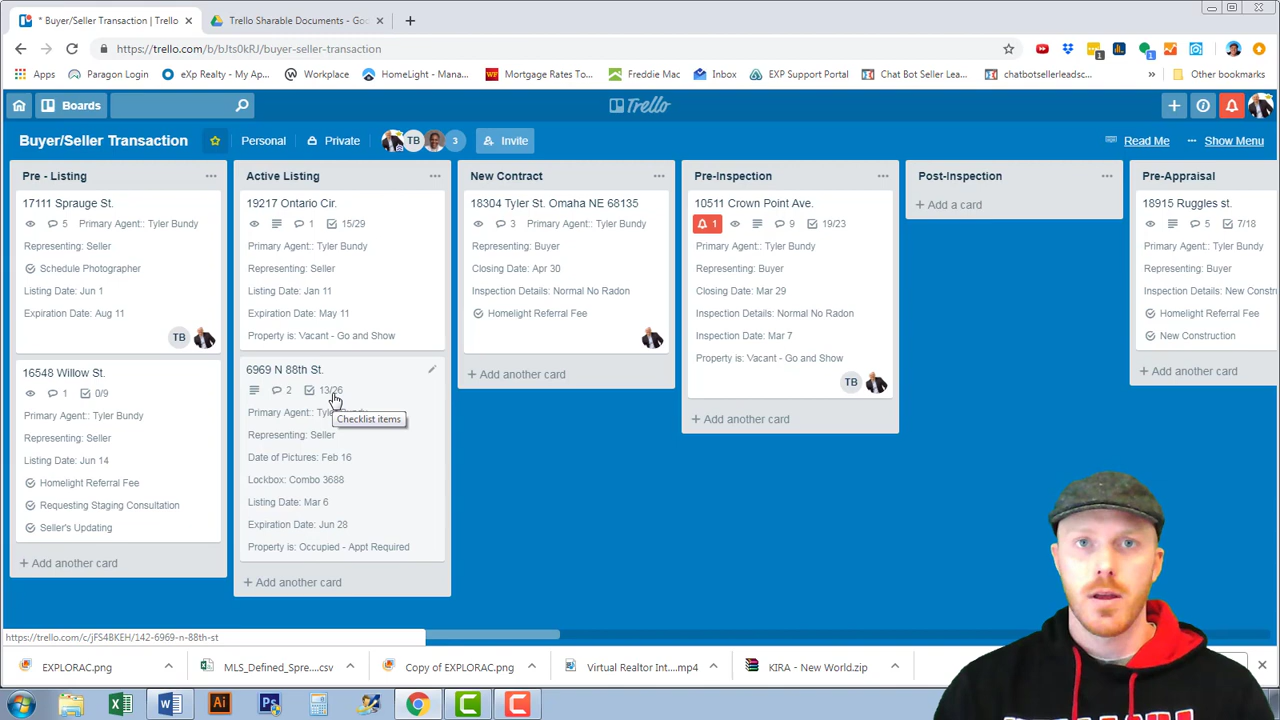 * Buyer/Seller Transaction | Trello
Trello Sharable Documents - Goo
https://trello.com/b/bJts0kRJ/buyer-seller-transaction
Apps
Paragon Login
eXp Realty - My Ap...
Workplace
HomeLight - Mana...
Mortgage Rates To...
Freddie Mac
Inbox
EXP Support Portal
Chat Bot Seller Lea...
chatbotsellerleadsc...
»
Other bookmarks
Boards
Trello
Buyer/Seller Transaction
Personal
Private
TB
3
Invite
Read Me
Show Menu
Pre - Listing
17111 Sprauge St.
5 Primary Agent:: Tyler Bundy
Representing: Seller
Schedule Photographer
Listing Date: Jun 1
Expiration Date: Aug 11
TB
16548 Willow St.
1 0/9
Primary Agent:: Tyler Bundy
Representing: Seller
Listing Date: Jun 14
Homelight Referral Fee
Requesting Staging Consultation
Seller's Updating
+ Add another card
Active Listing
19217 Ontario Cir.
1 15/29
Primary Agent:: Tyler Bundy
Representing: Seller
Listing Date: Jan 11
Expiration Date: May 11
Property is: Vacant - Go and Show
6969 N 88th St.
2 13/26
Checklist items
Primary Agent:: Tyler Bundy
Representing: Seller
Date of Pictures: Feb 16
Lockbox: Combo 3688
Listing Date: Mar 6
Expiration Date: Jun 28
Property is: Occupied - Appt Required
+ Add another card
New Contract
18304 Tyler St. Omaha NE 68135
3 Primary Agent:: Tyler Bundy
Representing: Buyer
Closing Date: Apr 30
Inspection Details: Normal No Radon
Homelight Referral Fee
+ Add another card
Pre-Inspection
10511 Crown Point Ave.
1 9 19/23
Primary Agent:: Tyler Bundy
Representing: Buyer
Closing Date: Mar 29
Inspection Details: Normal No Radon
Inspection Date: Mar 7
Property is: Vacant - Go and Show
TB
+ Add another card
Post-Inspection
+ Add a card
Pre-Appraisal
18915 Ruggles st.
5 7/18
Primary Agent:: Tyler Bundy
Representing: Buyer
Inspection Details: New Constr
Homelight Referral Fee
New Construction
+ Add another card
https://trello.com/c/jFS4BKEH/142-6969-n-88th-st
EXPLORAC.png
MLS_Defined_Spre....csv
Copy of EXPLORAC.png
Virtual Realtor Int....mp4
KIRA - New World.zip